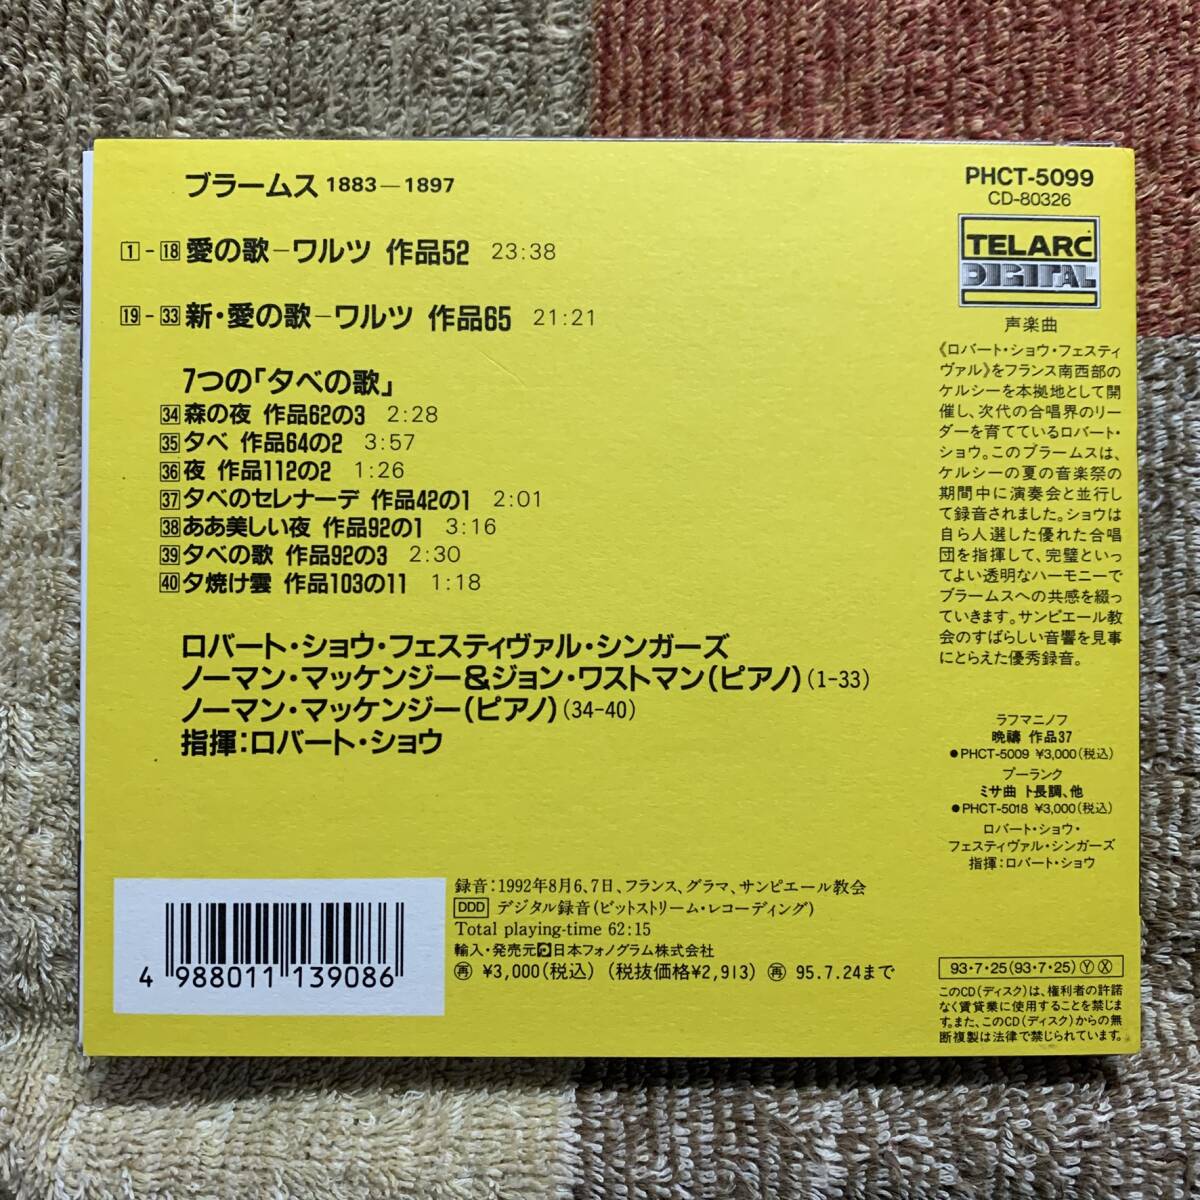 ブラームス 1883—1897
1 - 18 愛の歌－ワルツ 作品52 23:38
19 - 33 新・愛の歌－ワルツ 作品65 21:21
7つの「夕べの歌」
34 森の夜 作品62の3 2:28
35 夕べ 作品64の2 3:57
36 夜 作品112の2 1:26
37 夕べのセレナーデ 作品42の1 2:01
38 ああ美しい夜 作品92の1 3:16
39 夕べの歌 作品92の3 2:30
40 夕焼け雲 作品103の11 1:18
ロバート・ショウ・フェスティヴァル・シンガーズ
ノーマン・マッケンジー&ジョン・ワストマン(ピアノ)(1-33)
ノーマン・マッケンジー(ピアノ)(34-40)
指揮:ロバート・ショウ
録音:1992年8月6、7日、フランス、グラマ、サンピエール教会
DDD デジタル録音(ビットストリーム・レコーディング)
Total playing-time 62:15
輸入・発売元 日本フォノグラム株式会社
再 ¥3,000(税込) (税抜価格¥2,913) 再 95.7.24まで
4 988011 139086
PHCT-5099
CD-80326
TELARC
DIGITAL
声楽曲
《ロバート・ショウ・フェスティ
ヴァル》をフランス南西部の
ケルシーを本拠地として開
催し、次代の合唱界のリー
ダーを育てているロバート・
ショウ。このブラームスは、
ケルシーの夏の音楽祭の
期間中に演奏会と並行し
て録音されました。ショウは
自ら人選した優れた合唱
団を指揮して、完璧といっ
てよい透明なハーモニーで
ブラームスへの共感を綴っ
ていきます。サンピエール教
会のすばらしい音響を見事
にとらえた優秀録音。
ラフマニノフ
晩禱 作品37
●PHCT-5009 ¥3,000(税込)
プーランク
ミサ曲 ト長調、他
●PHCT-5018 ¥3,000(税込)
ロバート・ショウ・
フェスティヴァル・シンガーズ
指揮:ロバート・ショウ
93・7・25(93・7・25)ⓎⓍ
このCD(ディスク)は、権利者の許諾
なく賃貸業に使用することを禁じま
す。また、このCD(ディスク)からの無
断複製は法律で禁じられています。